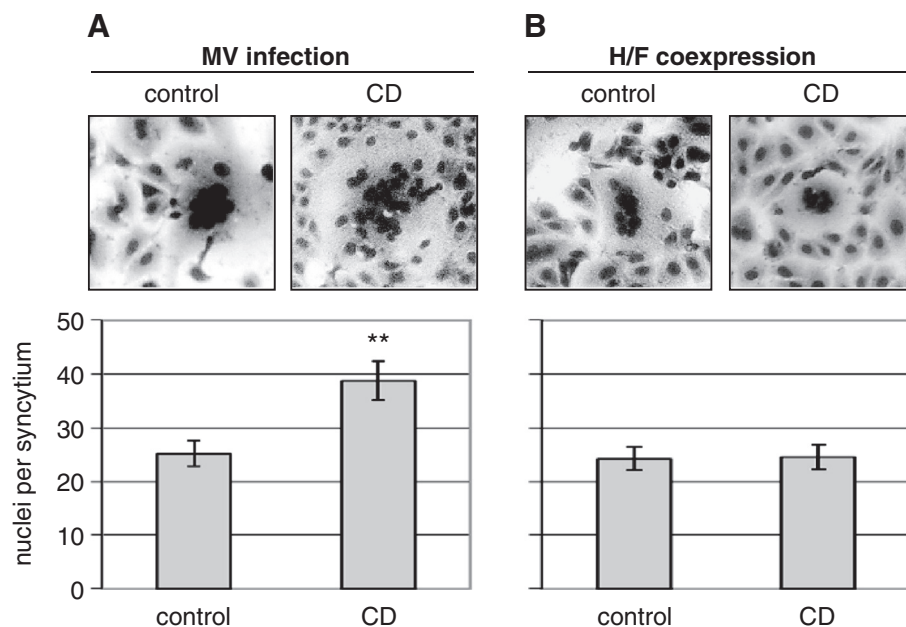 A
MV infection
control CD
B
H/F coexpression
control CD
50
40
30
20
10
0
nuclei per syncytium
**
control CD
control CD